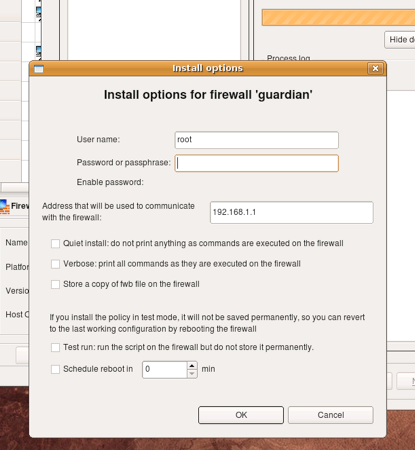 Hide d
Process log
Install options
Install options for firewall 'guardian'
User name: root
Password or passphrase:
Enable password:
Address that will be used to communicate
with the firewall:
192.168.1.1
Firew
Name
Platfor
Versio
Host C
Quiet install: do not print anything as commands are executed on the firewall
Verbose: print all commands as they are executed on the firewall
Store a copy of fwb file on the firewall
If you install the policy in test mode, it will not be saved permanently, so you can revert
to the last working configuration by rebooting the firewall
Test run: run the script on the firewall but do not store it permanently.
Schedule reboot in 0 min
OK
Cancel